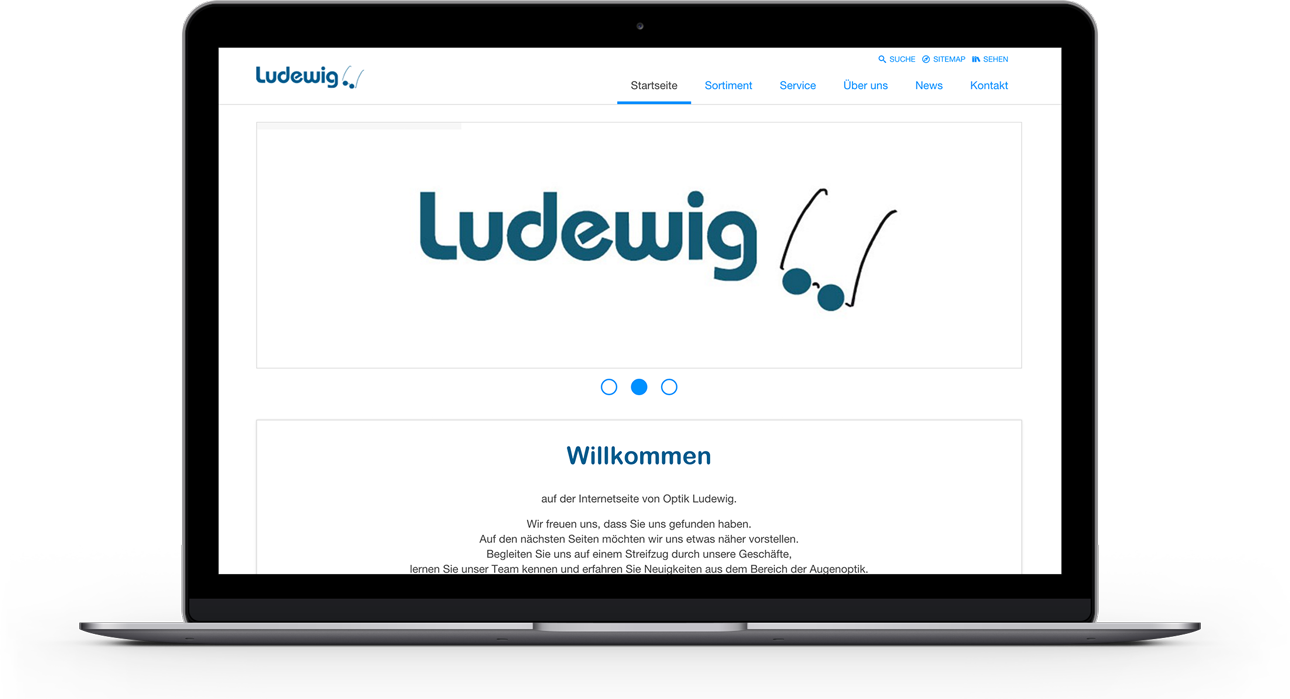 Ludewig
SUCHE SITEMAP SEHEN
Startseite Sortiment Service Über uns News Kontakt
Ludewig
Willkommen
auf der Internetseite von Optik Ludewig.
Wir freuen uns, dass Sie uns gefunden haben.
Auf den nächsten Seiten möchten wir uns etwas näher vorstellen.
Begleiten Sie uns auf einem Streifzug durch unsere Geschäfte,
lernen Sie unser Team kennen und erfahren Sie Neuigkeiten aus dem Bereich der Augenoptik.